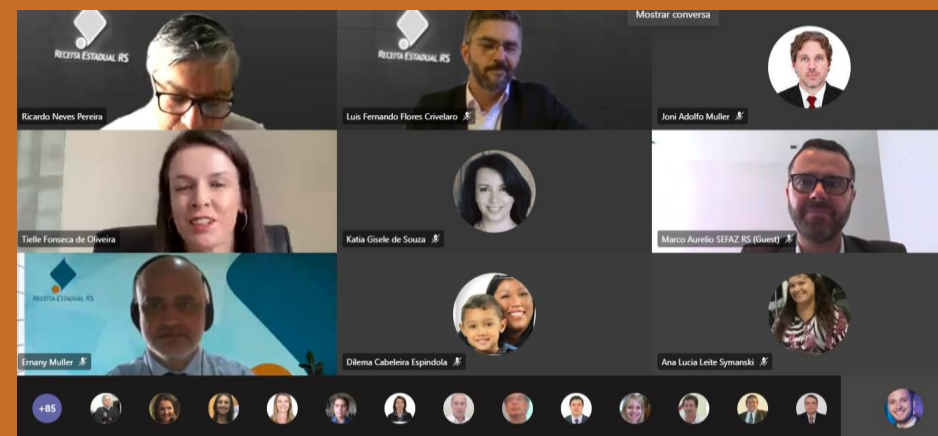 Mostrar conversa
RECEITA ESTADUAL RS
RECEITA ESTADUAL RS
Ricardo Neves Pereira
Luis Fernando Flores Crivelaro
Joni Adolfo Muller
Tielle Fonseca de Oliveira
Katia Gisele de Souza
Marco Aurelio SEFAZ RS (Guest)
RECEITA ESTADUAL RS
Ernany Muller
Dilema Cabeleira Espindola
Ana Lucia Leite Symanski
+85